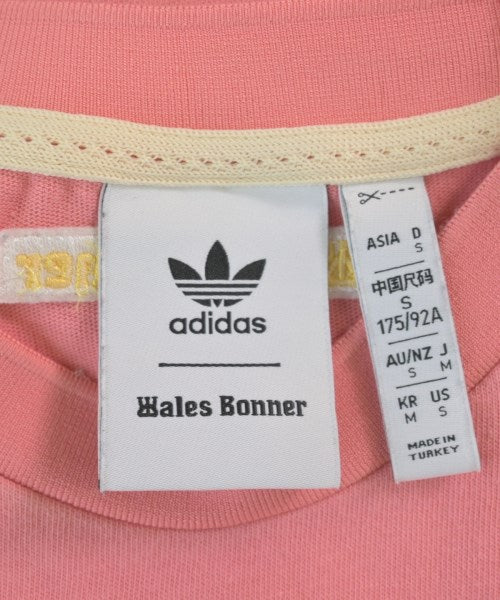 adidas
Wales Bonner
ASIA D
S
中国尺码
S
175/92A
AU/NZ J
S M
KR US
M S
MADE IN
TURKEY